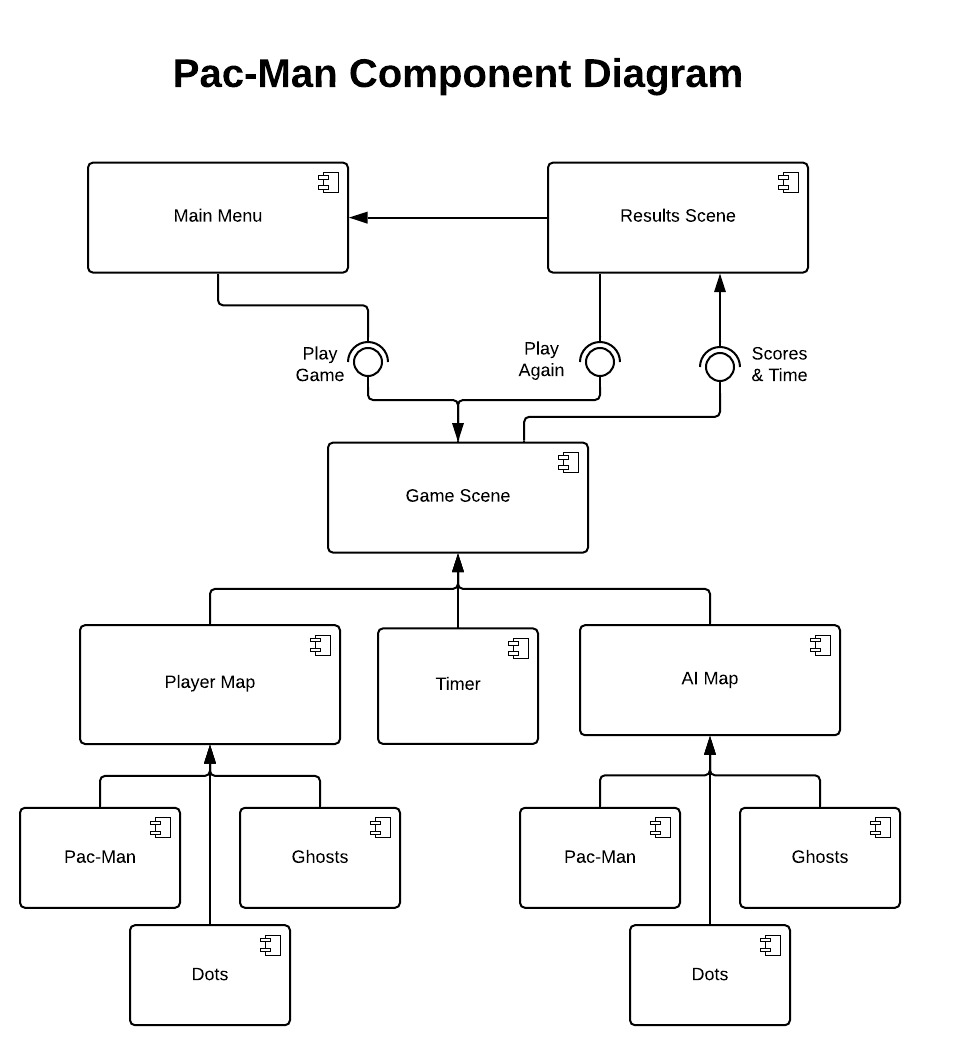 Pac-Man Component Diagram
Main Menu
Results Scene
Play
Game
Play
Again
Scores
& Time
Game Scene
Player Map
Timer
AI Map
Pac-Man
Ghosts
Pac-Man
Ghosts
Dots
Dots